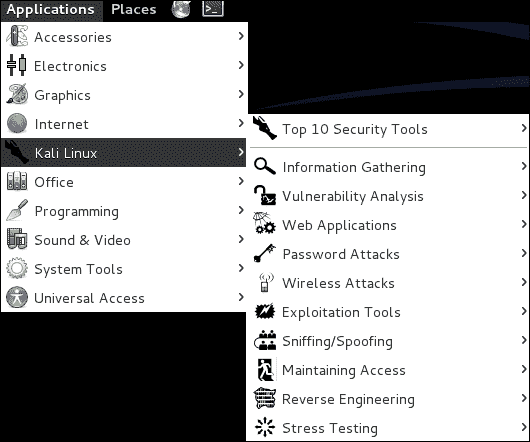 Applications Places
Accessories
Electronics
Graphics
Internet
Kali Linux
Office
Programming
Sound & Video
System Tools
Universal Access
Top 10 Security Tools
Information Gathering
Vulnerability Analysis
Web Applications
Password Attacks
Wireless Attacks
Exploitation Tools
Sniffing/Spoofing
Maintaining Access
Reverse Engineering
Stress Testing